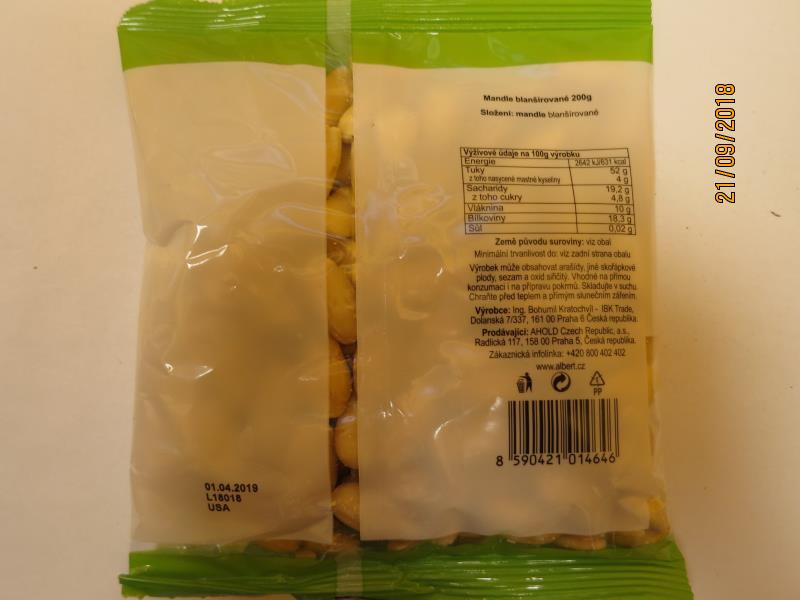 Mandle blanšírované 200g
Složení: mandle blanšírované
Výživové údaje na 100g výrobku
Energie 2642 kJ/631 kcal
Tuky 52 g
z toho nasycené mastné kyseliny 4 g
Sacharidy 19,2 g
z toho cukry 4,8 g
Vláknina 10 g
Bílkoviny 18,3 g
Sůl 0,02 g
Země původu suroviny: viz obal
Minimální trvanlivost do: viz zadní strana obalu
Výrobek může obsahovat arašídy, jiné skořápkové
plody, sezam a oxid siřičitý. Vhodné na přímou
konzumaci i na přípravu pokrmů. Skladujte v suchu.
Chraňte před teplem a přímým slunečním zářením.
Výrobce: Ing. Bohumil Kratochvíl - IBK Trade,
Dolanská 7/337, 161 00 Praha 6 Česká republika.
Prodávající: AHOLD Czech Republic, a.s.,
Radlická 117, 158 00 Praha 5, Česká republika.
Zákaznická infolinka: +420 800 402 402
www.albert.cz
PP
8 590421 014646
01.04.2019
L18018
USA
21/09/2018